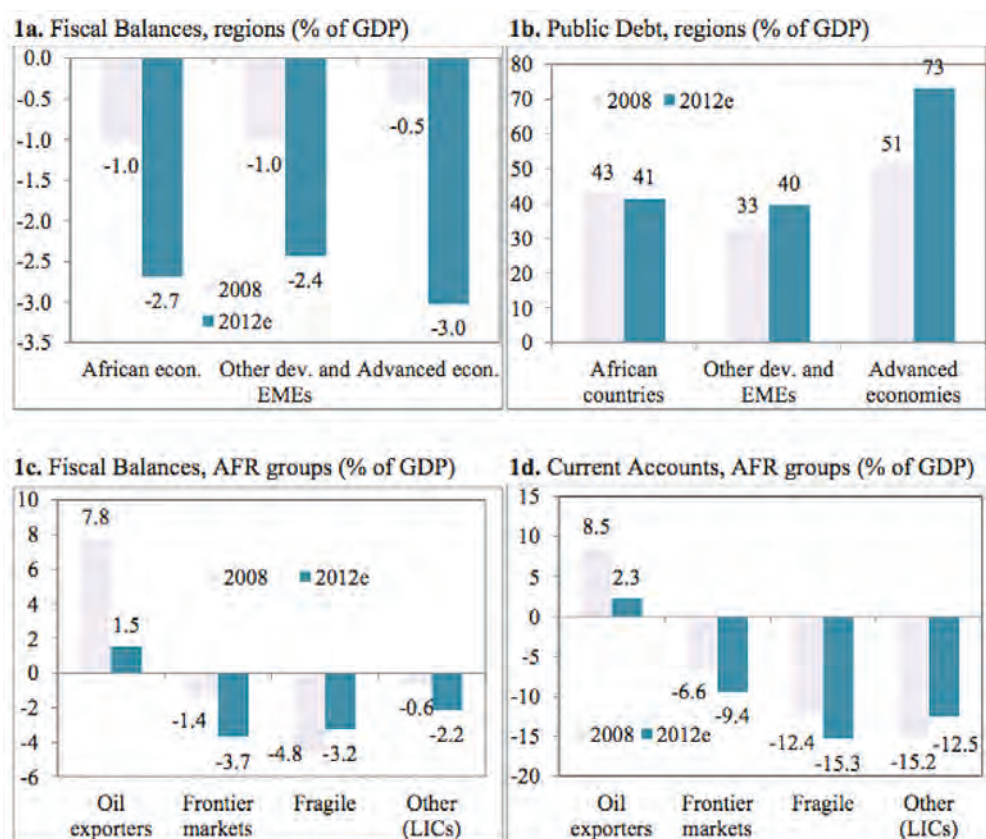 1a. Fiscal Balances, regions (% of GDP)
0.0
-0.5
-1.0
-1.5
-2.0
-2.5
-3.0
-3.5
-1.0
-2.7
-1.0
-2.4
-0.5
-3.0
2008
2012e
African econ.
Other dev. and
EMEs
Advanced econ.
1b. Public Debt, regions (% of GDP)
80
70
60
50
40
30
20
10
0
2008
2012e
43
41
33
40
51
73
African
countries
Other dev. and
EMEs
Advanced
economies
1c. Fiscal Balances, AFR groups (% of GDP)
10
8
6
4
2
0
-2
-4
-6
7.8
1.5
2008
2012e
-1.4
-3.7
-4.8
-3.2
-0.6
-2.2
Oil
exporters
Frontier
markets
Fragile
Other
(LICs)
1d. Current Accounts, AFR groups (% of GDP)
15
10
5
0
-5
-10
-15
-20
8.5
2.3
-6.6
-9.4
-12.4
-15.3
-15.2
-12.5
2008
2012e
Oil
exporters
Frontier
markets
Fragile
Other
(LICs)